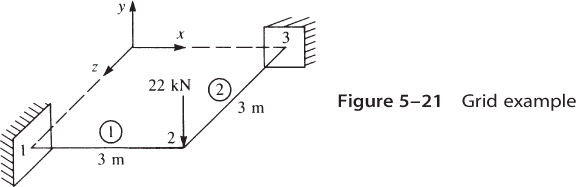 y
x
3
z
22 kN
2
3 m
Figure 5–21 Grid example
1
1
2
3 m